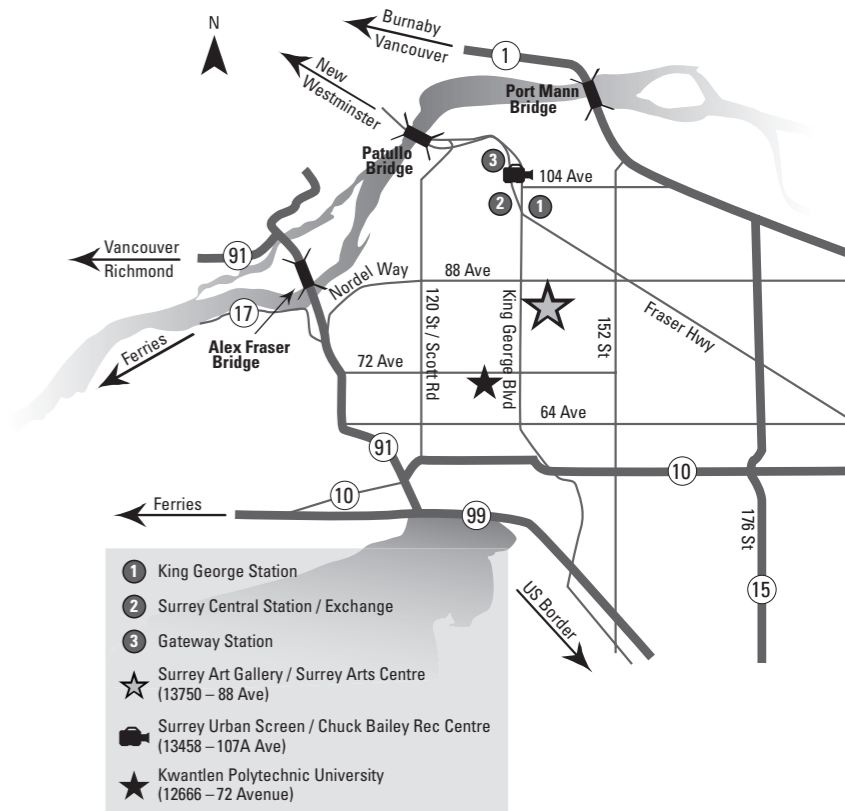 N
Burnaby
Vancouver
1
New
Westminster
Port Mann
Bridge
Patullo
Bridge
3
104 Ave
2
1
Vancouver
Richmond
91
Nordel Way
88 Ave
17
Ferries
Alex Fraser
Bridge
120 St / Scott Rd
King George Blvd
152 St
Fraser Hwy
72 Ave
64 Ave
91
10
10
Ferries
99
176 St
15
US Border
1 King George Station
2 Surrey Central Station / Exchange
3 Gateway Station
Surrey Art Gallery / Surrey Arts Centre
(13750 – 88 Ave)
Surrey Urban Screen / Chuck Bailey Rec Centre
(13458 – 107A Ave)
Kwantlen Polytechnic University
(12666 – 72 Avenue)